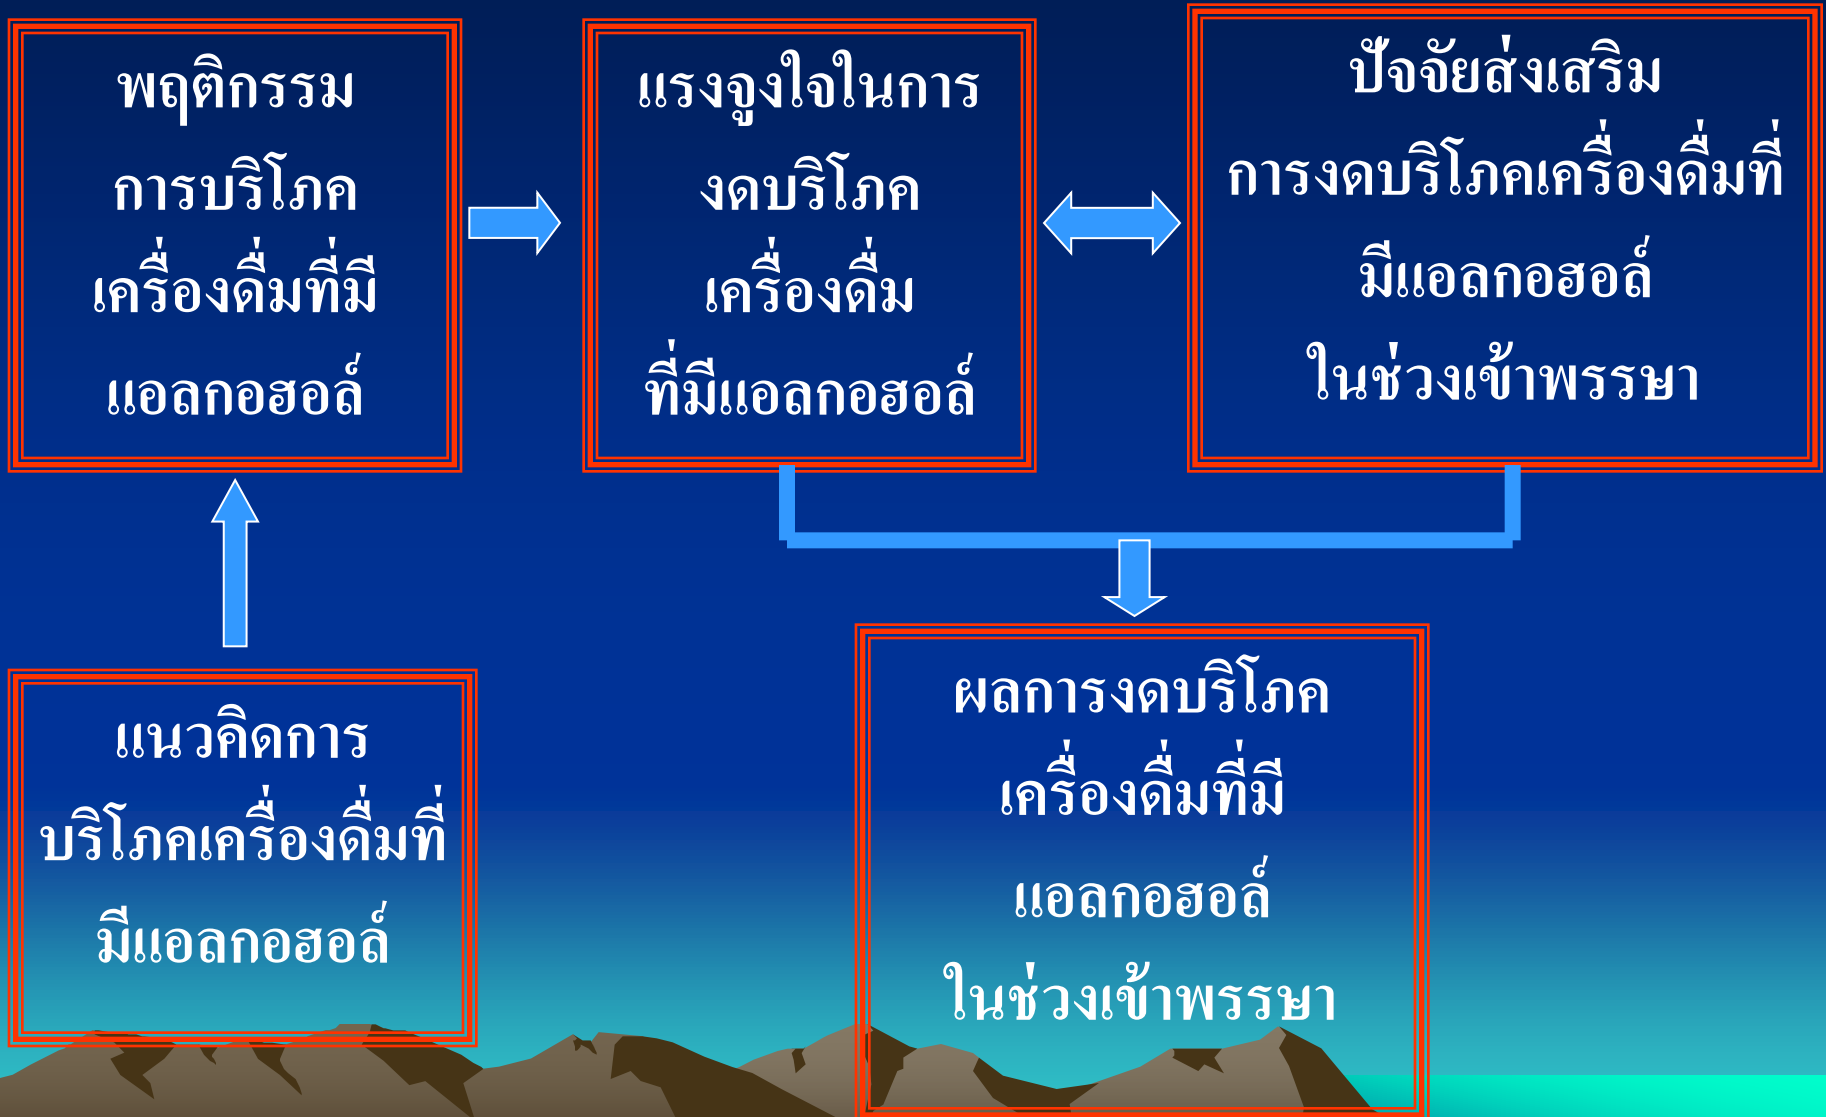 พฤติกรรม
การบริโภค
เครื่องดื่มที่มี
แอลกอฮอล์
แรงจูงใจในการ
งดบริโภค
เครื่องดื่ม
ที่มีแอลกอฮอล์
ปัจจัยส่งเสริม
การงดบริโภคเครื่องดื่มที่
มีแอลกอฮอล์
ในช่วงเข้าพรรษา
แนวคิดการ
บริโภคเครื่องดื่มที่
มีแอลกอฮอล์
ผลการงดบริโภค
เครื่องดื่มที่มี
แอลกอฮอล์
ในช่วงเข้าพรรษา